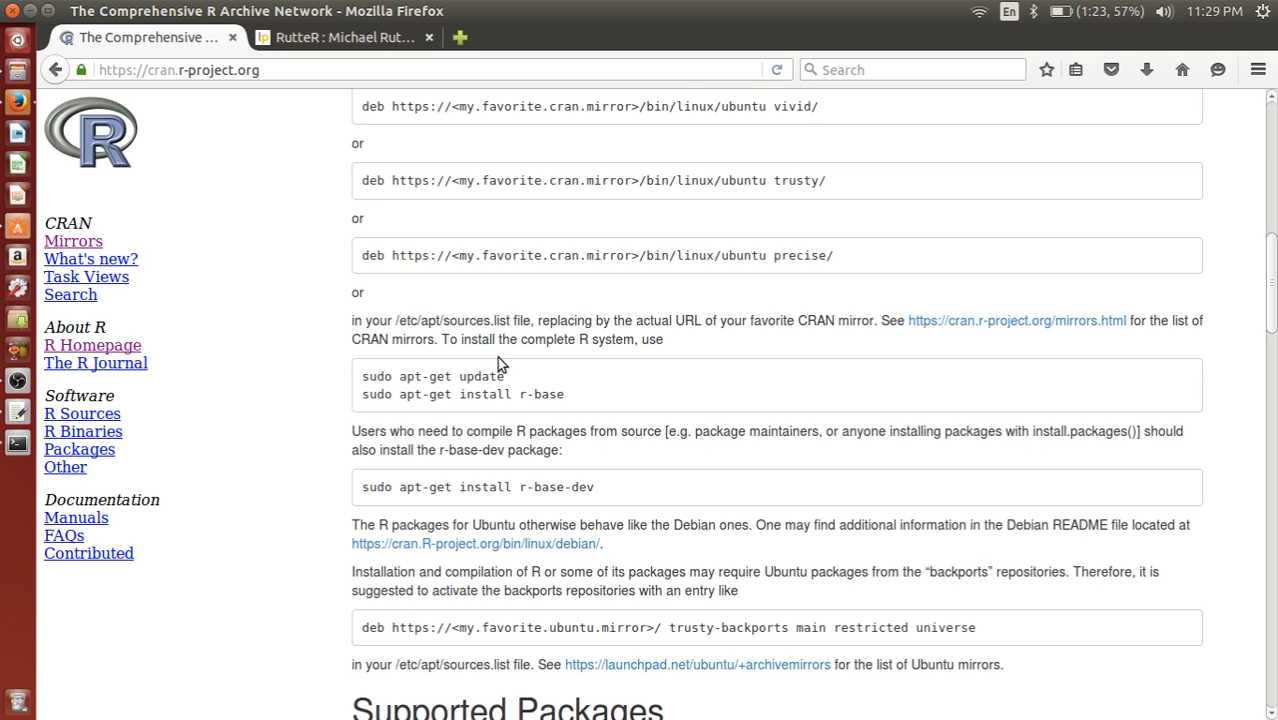 The Comprehensive R Archive Network - Mozilla Firefox
En
(1:23, 57%)
11:29 PM
The Comprehensive ...
RutteR : Michael Rut...
https://cran.r-project.org
Search
R
deb https://<my.favorite.cran.mirror>/bin/linux/ubuntu vivid/
or
deb https://<my.favorite.cran.mirror>/bin/linux/ubuntu trusty/
or
deb https://<my.favorite.cran.mirror>/bin/linux/ubuntu precise/
or
in your /etc/apt/sources.list file, replacing by the actual URL of your favorite CRAN mirror. See https://cran.r-project.org/mirrors.html for the list of
CRAN mirrors. To install the complete R system, use
sudo apt-get update
sudo apt-get install r-base
Users who need to compile R packages from source [e.g. package maintainers, or anyone installing packages with install.packages()] should
also install the r-base-dev package:
sudo apt-get install r-base-dev
The R packages for Ubuntu otherwise behave like the Debian ones. One may find additional information in the Debian README file located at
https://cran.R-project.org/bin/linux/debian/.
Installation and compilation of R or some of its packages may require Ubuntu packages from the “backports” repositories. Therefore, it is
suggested to activate the backports repositories with an entry like
deb https://<my.favorite.ubuntu.mirror>/ trusty-backports main restricted universe
in your /etc/apt/sources.list file. See https://launchpad.net/ubuntu/+archivemirrors for the list of Ubuntu mirrors.
Supported Packages
CRAN
Mirrors
What's new?
Task Views
Search
About R
R Homepage
The R Journal
Software
R Sources
R Binaries
Packages
Other
Documentation
Manuals
FAQs
Contributed